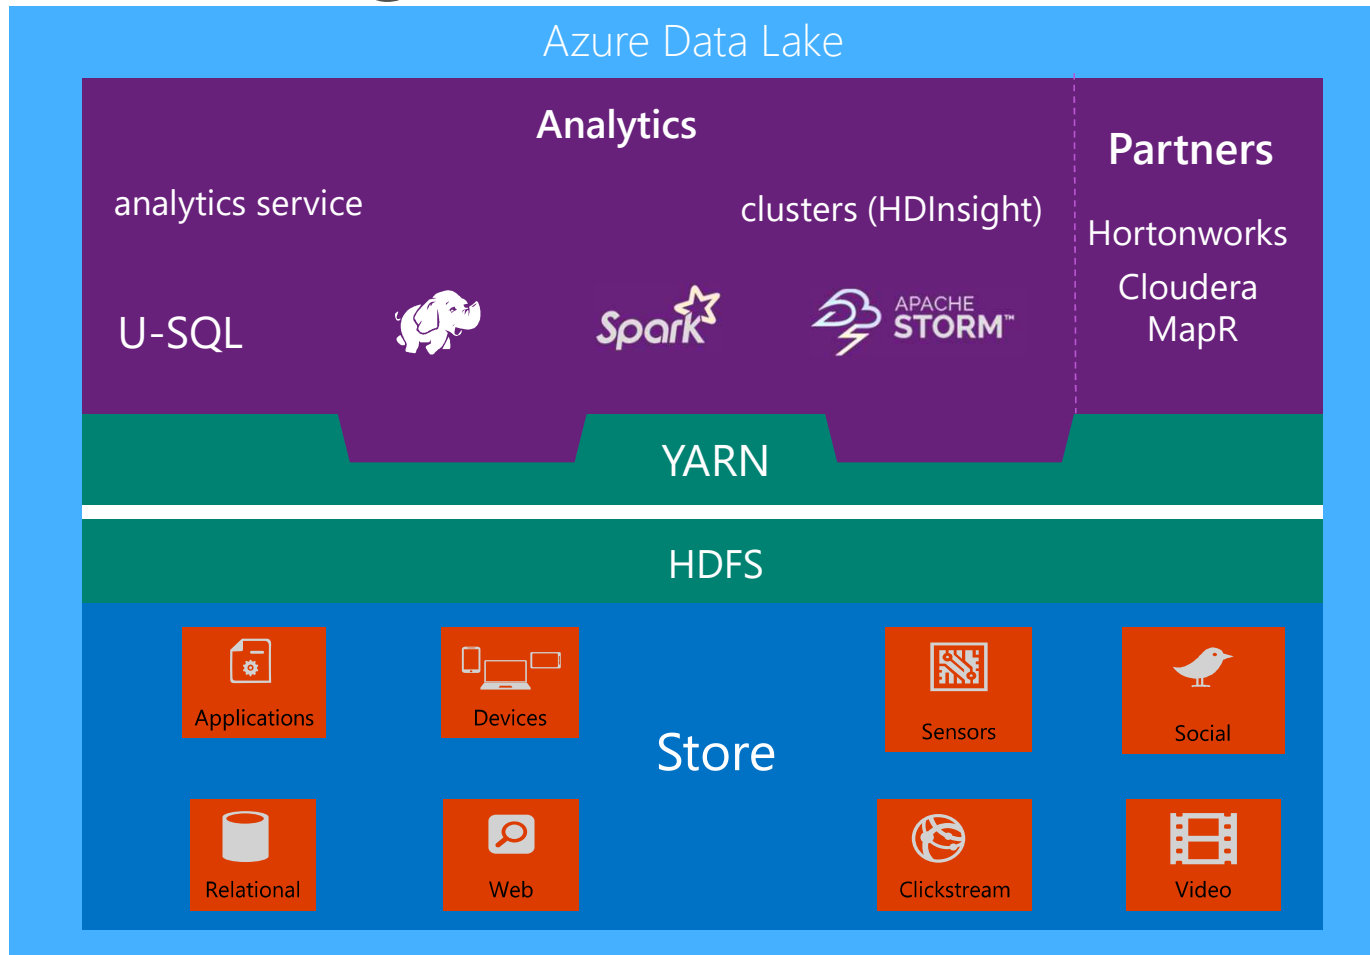 Azure Data Lake
Analytics
Partners
analytics service
clusters (HDInsight)
Hortonworks
Cloudera
MapR
U-SQL
Spark
APACHE
STORM™
YARN
HDFS
Applications
Devices
Sensors
Social
Store
Relational
Web
Clickstream
Video